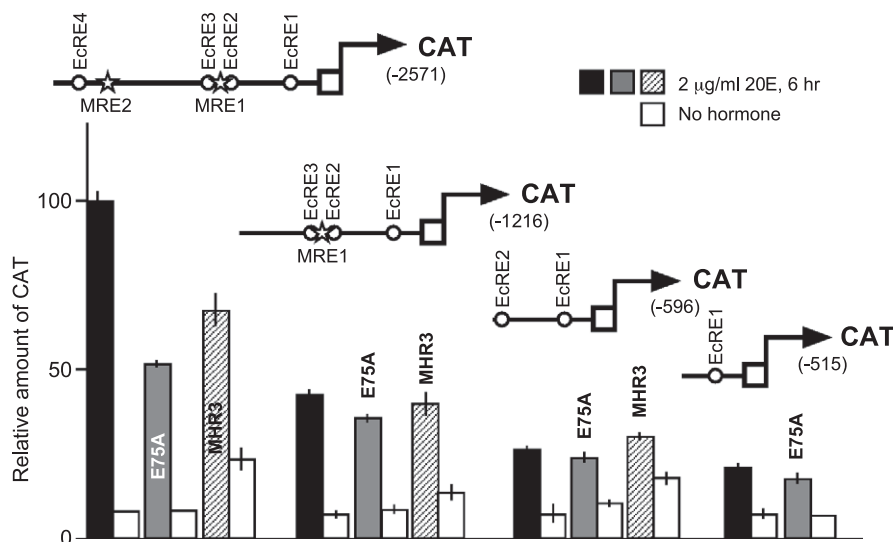 EcRE4
EcRE3
EcRE2
EcRE1
CAT
(-2571)
MRE2
MRE1
2 μg/ml 20E, 6 hr
No hormone
EcRE3
EcRE2
EcRE1
CAT
(-1216)
MRE1
EcRE2
EcRE1
CAT
(-596)
EcRE1
CAT
(-515)
Relative amount of CAT
100
50
0
E75A
MHR3
E75A
MHR3
E75A
MHR3
E75A